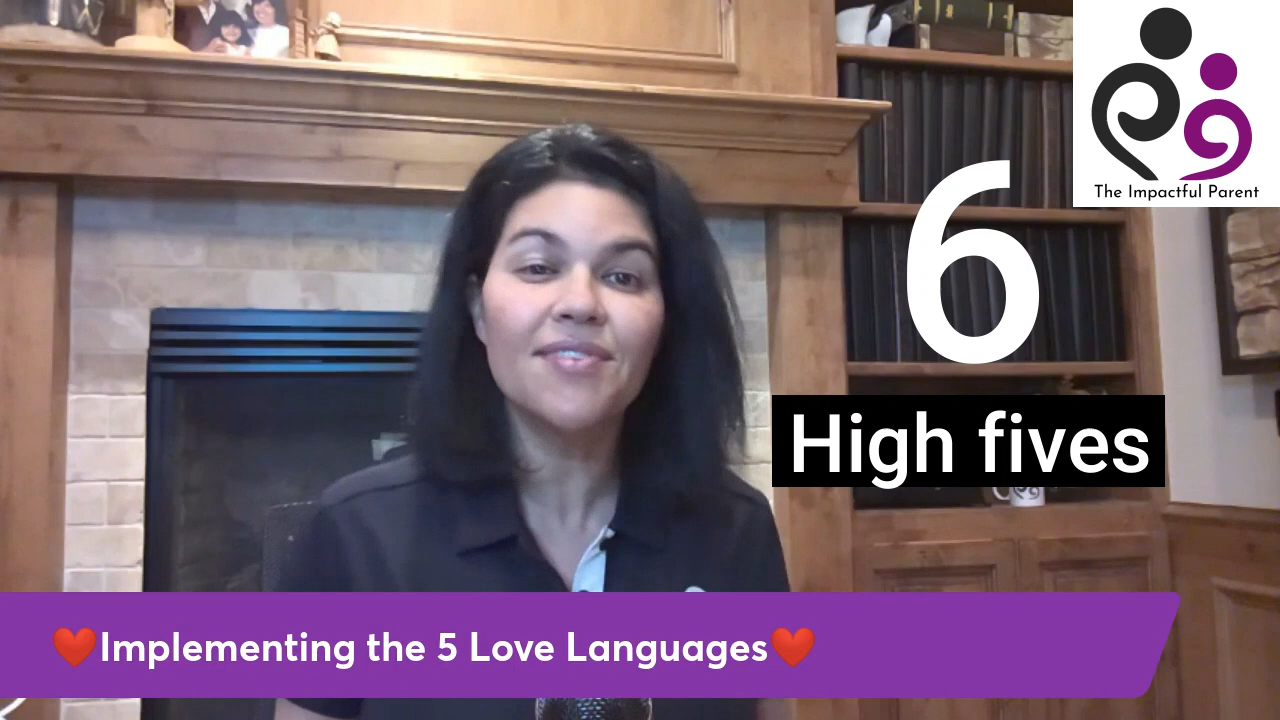 The Impactful Parent
6
High fives
❤️Implementing the 5 Love Languages❤️